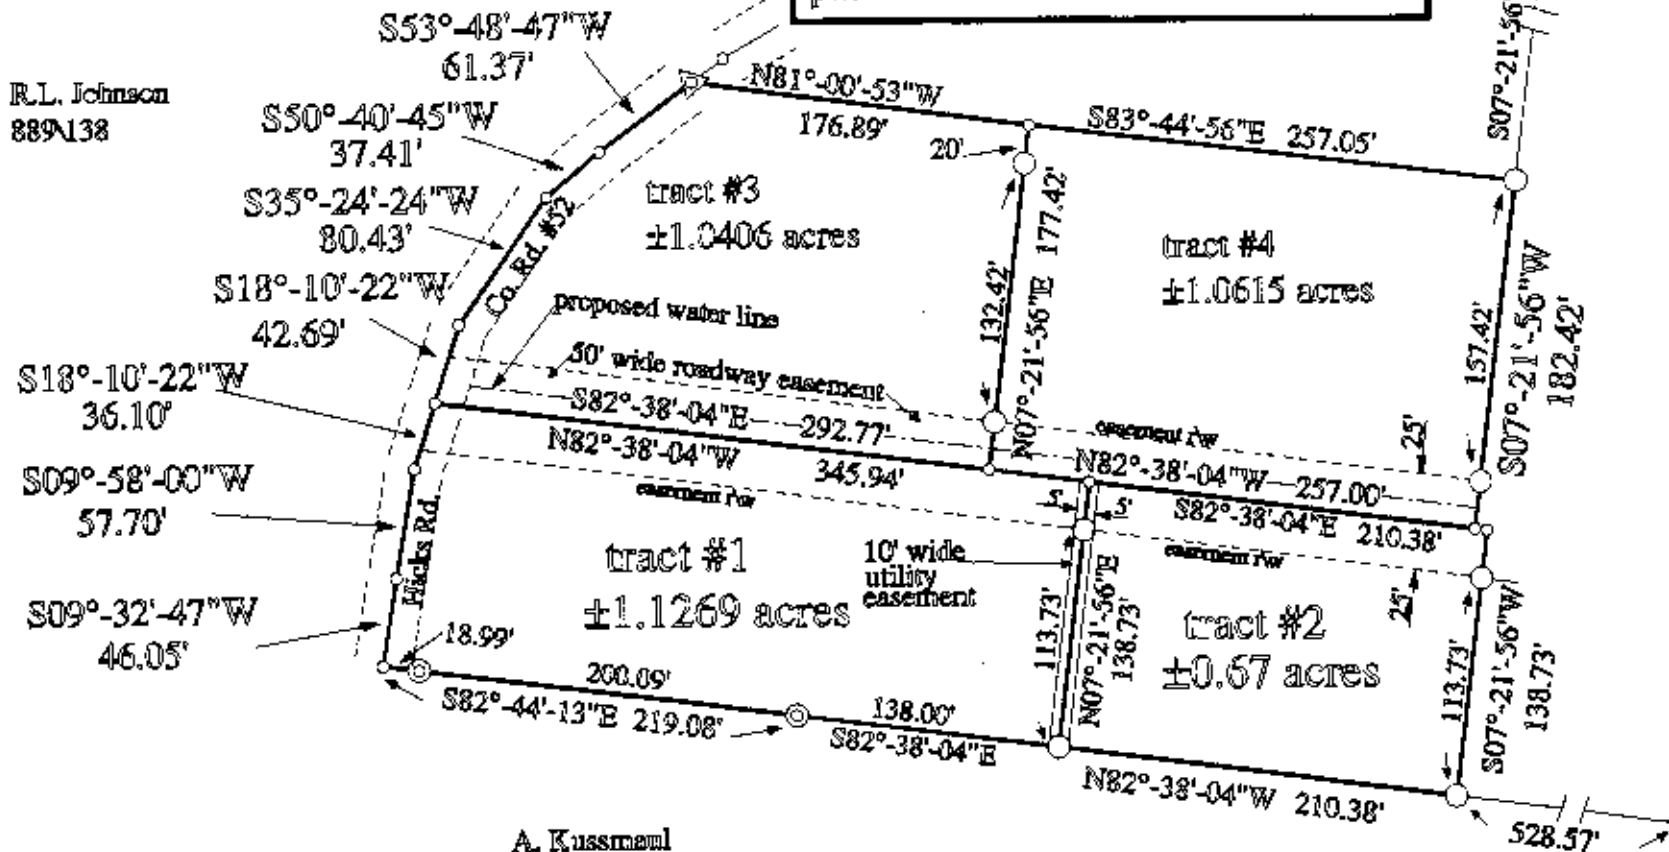 S53°-48'-47"W
61.37'
R.L. Johnson
889\138
S50°-40'-45"W
37.41'
S35°-24'-24"W
80.43'
S18°-10'-22"W
42.69'
S18°-10'-22"W
36.10'
S09°-58'-00"W
57.70'
S09°-32'-47"W
46.05'
N81°-00'-53"W
176.89'
S83°-44'-56"E 257.05'
S07°-21'-56
20'
tract #3
±1.0406 acres
Co. Rd. #52
proposed water line
50' wide roadway easement
132.42'
N07°-21'-56"E 177.42'
tract #4
±1.0615 acres
157.42'
S07°-21'-56"W
182.42'
S82°-38'-04"E 292.77'
N82°-38'-04"W 345.94'
easement r/w
25'
N82°-38'-04"W 257.00'
S82°-38'-04"E 210.38'
easement r/w
easement r/w
5'
5'
Hicks Rd.
tract #1
±1.1269 acres
10' wide
utility
easement
113.73'
N07°-21'-56"E
138.73'
25'
tract #2
±0.67 acres
113.73'
S07°-21'-56"W
138.73'
18.99'
200.09'
S82°-44'-13"E 219.08'
138.00'
S82°-38'-04"E
N82°-38'-04"W 210.38'
528.57'
A. Kussmaul